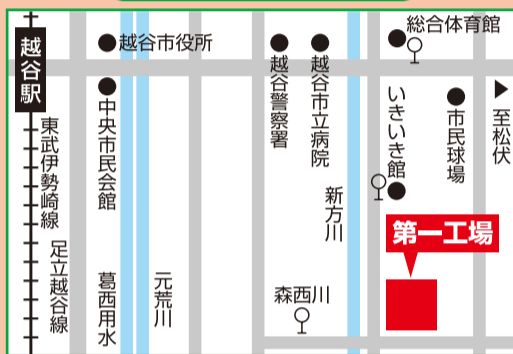 総合体育館
越谷市役所
越谷駅
中央市民会館
越谷警察署
越谷市立病院
いきいき館
市民球場
至松伏
東武伊勢崎線
足立越谷線
葛西用水
元荒川
新方川
森西川
第一工場